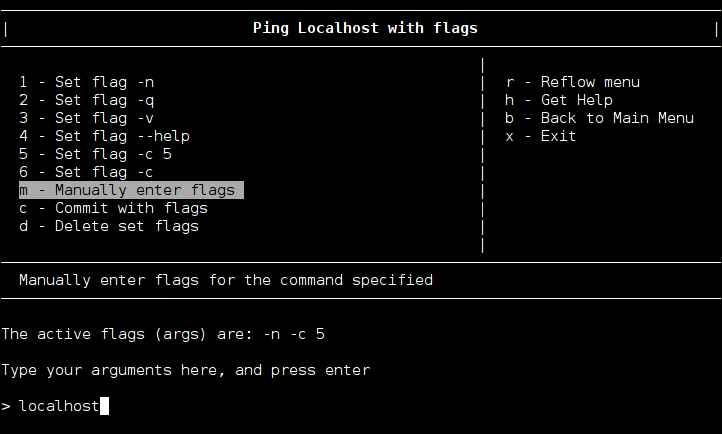 Ping Localhost with flags
1 - Set flag -n
2 - Set flag -q
3 - Set flag -v
4 - Set flag --help
5 - Set flag -c 5
6 - Set flag -c
m - Manually enter flags
c - Commit with flags
d - Delete set flags
r - Reflow menu
h - Get Help
b - Back to Main Menu
x - Exit
Manually enter flags for the command specified
The active flags (args) are: -n -c 5
Type your arguments here, and press enter
> localhost